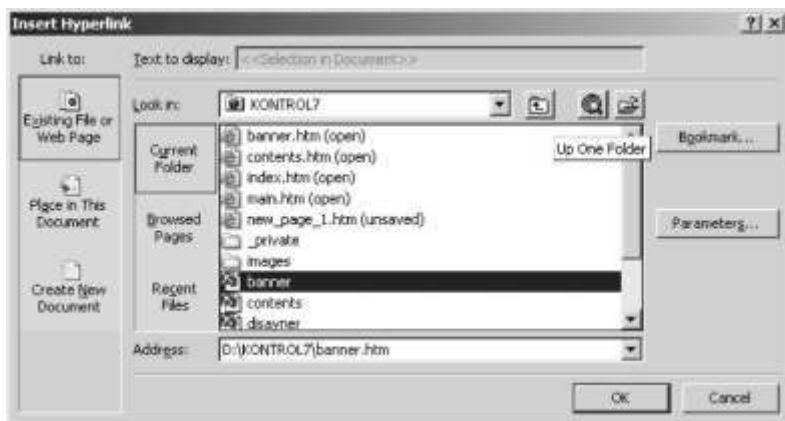 Insert Hyperlink
Link to:
Text to display: <<Selection in Document>>
Existing File or
Web Page
Place in This
Document
Create New
Document
Look in: KONTROL7
Current
Folder
Browsed
Pages
Recent
Files
banner.htm (open)
contents.htm (open)
index.htm (open)
main.htm (open)
new_page_1.htm (unsaved)
_private
images
banner
contents
disayner
Up One Folder
Bookmark...
Parameters...
Address: D:\KONTROL7\banner.htm
OK
Cancel